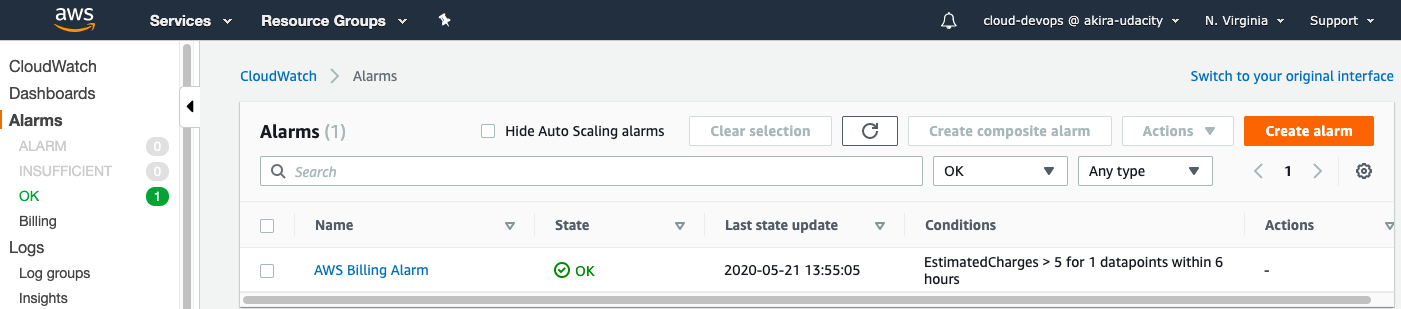 aws Services Resource Groups cloud-devops @ akira-udacity N. Virginia Support
CloudWatch
Dashboards
Alarms
ALARM 0
INSUFFICIENT 0
OK 1
Billing
Logs
Log groups
Insights
CloudWatch Alarms Switch to your original interface
Alarms (1) Hide Auto Scaling alarms Clear selection Create composite alarm Actions Create alarm
Search OK Any type 1
Name State Last state update Conditions Actions
AWS Billing Alarm OK 2020-05-21 13:55:05 EstimatedCharges > 5 for 1 datapoints within 6 -
hours